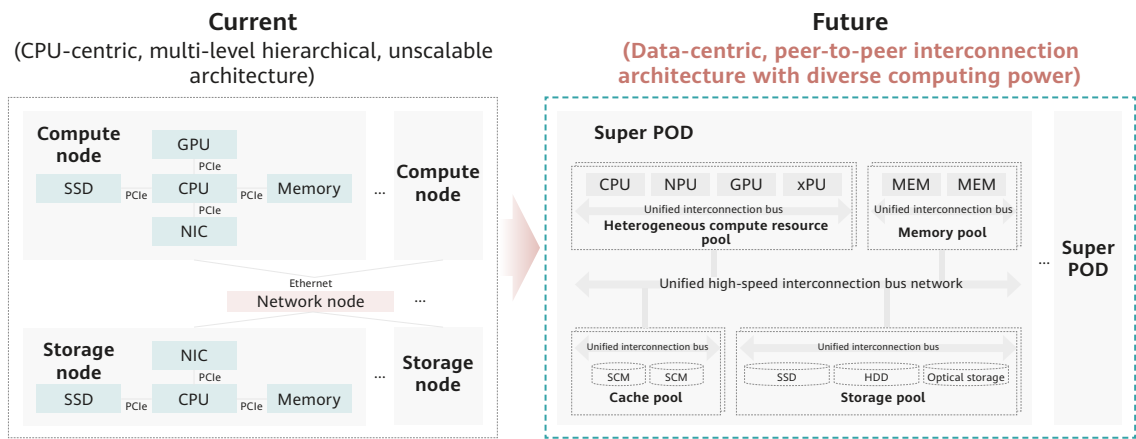 Current
(CPU-centric, multi-level hierarchical, unscalable
architecture)
Compute
node
GPU
PCIe
SSD
PCIe
CPU
PCIe
Memory
PCIe
NIC
...
Compute
node
Ethernet
Network node
...
Storage
node
NIC
PCIe
SSD
PCIe
CPU
PCIe
Memory
...
Storage
node
Future
(Data-centric, peer-to-peer interconnection
architecture with diverse computing power)
Super POD
CPU
NPU
GPU
xPU
Unified interconnection bus
Heterogeneous compute resource
pool
MEM
MEM
Unified interconnection bus
Memory pool
Unified high-speed interconnection bus network
Unified interconnection bus
SCM
SCM
Cache pool
Unified interconnection bus
SSD
HDD
Optical storage
Storage pool
...
Super
POD